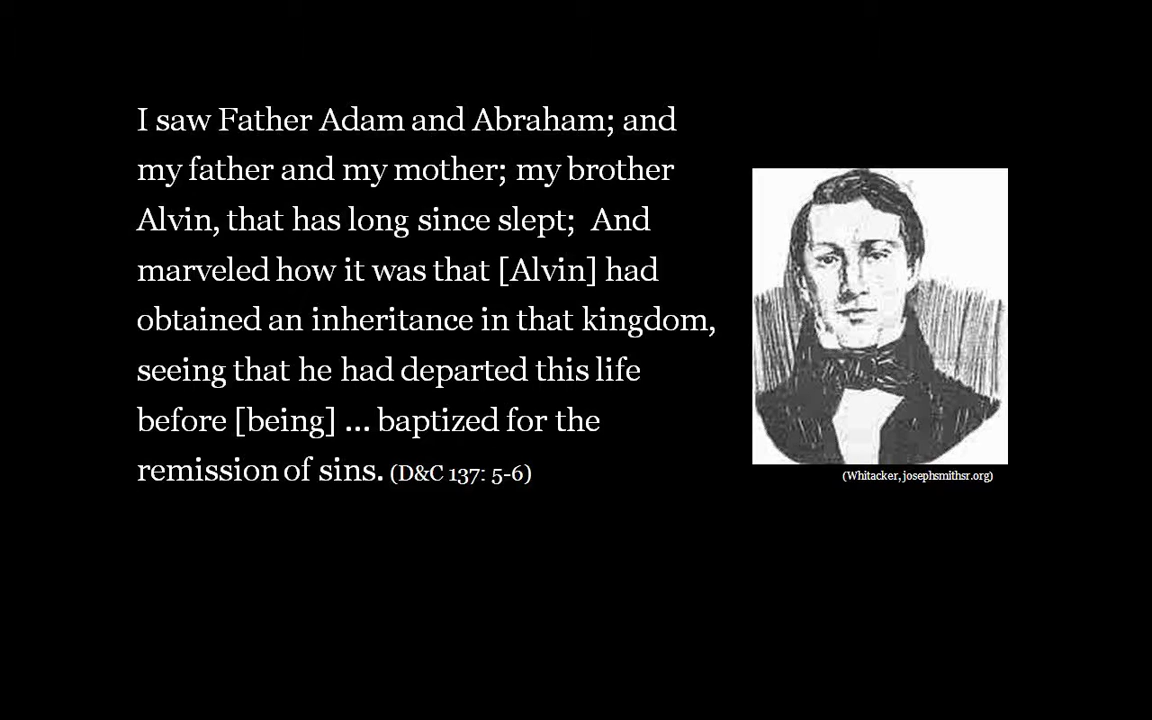 I saw Father Adam and Abraham; and
my father and my mother; my brother
Alvin, that has long since slept;  And
marveled how it was that [Alvin] had
obtained an inheritance in that kingdom,
seeing that he had departed this life
before [being] ... baptized for the
remission of sins. (D&C 137: 5-6)
(Whitacker, josephsmithsr.org)